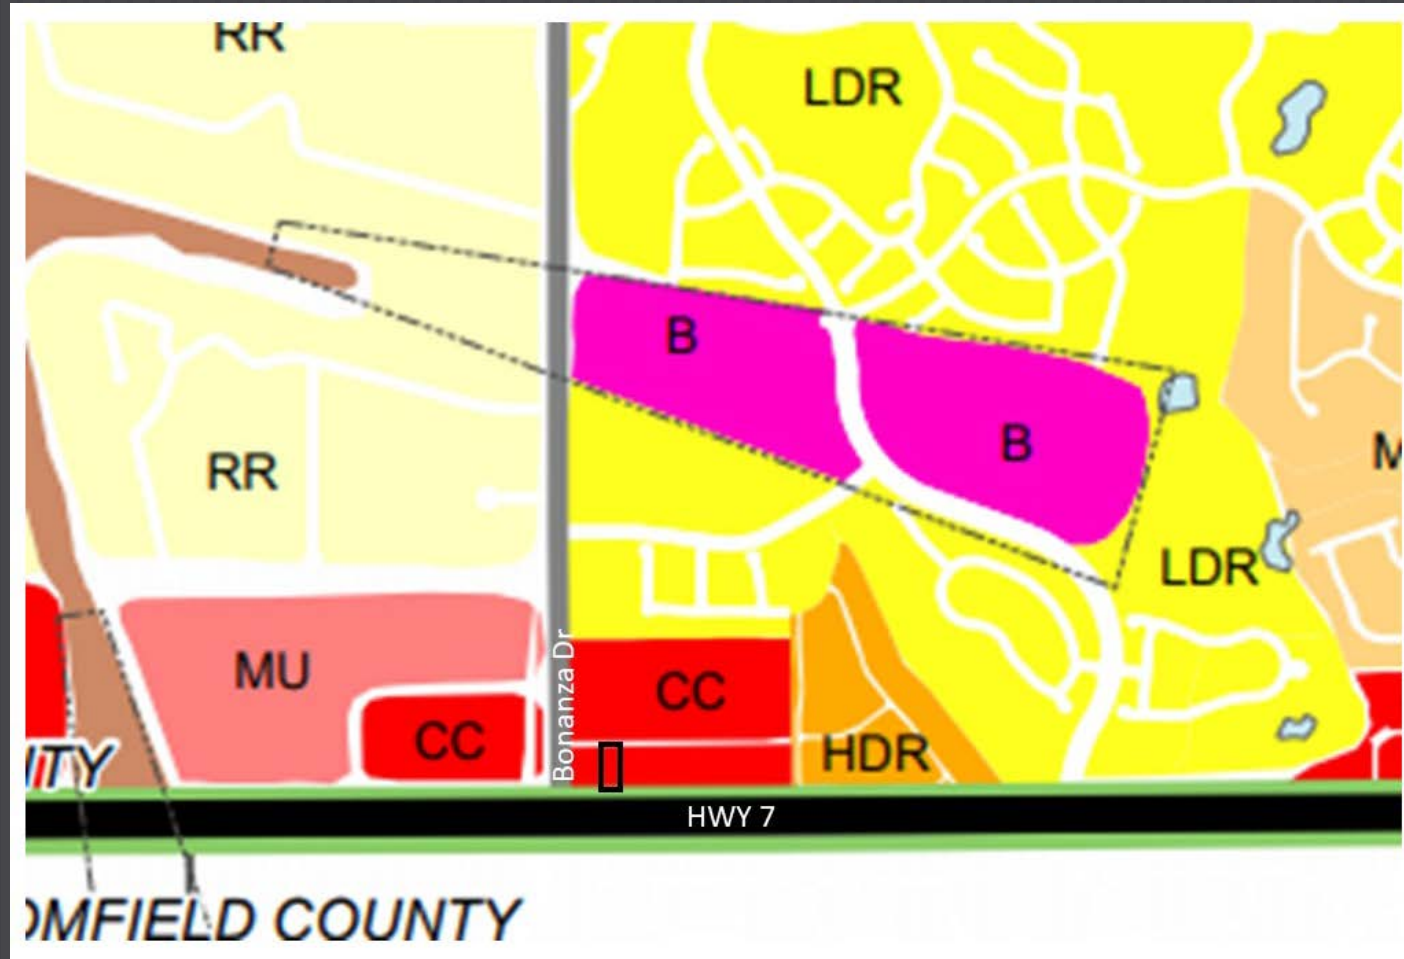 RR
LDR
B
B
RR
M
LDR
MU
CC
CC
HDR
Bonanza Dr
ITY
HWY 7
OMFIELD COUNTY